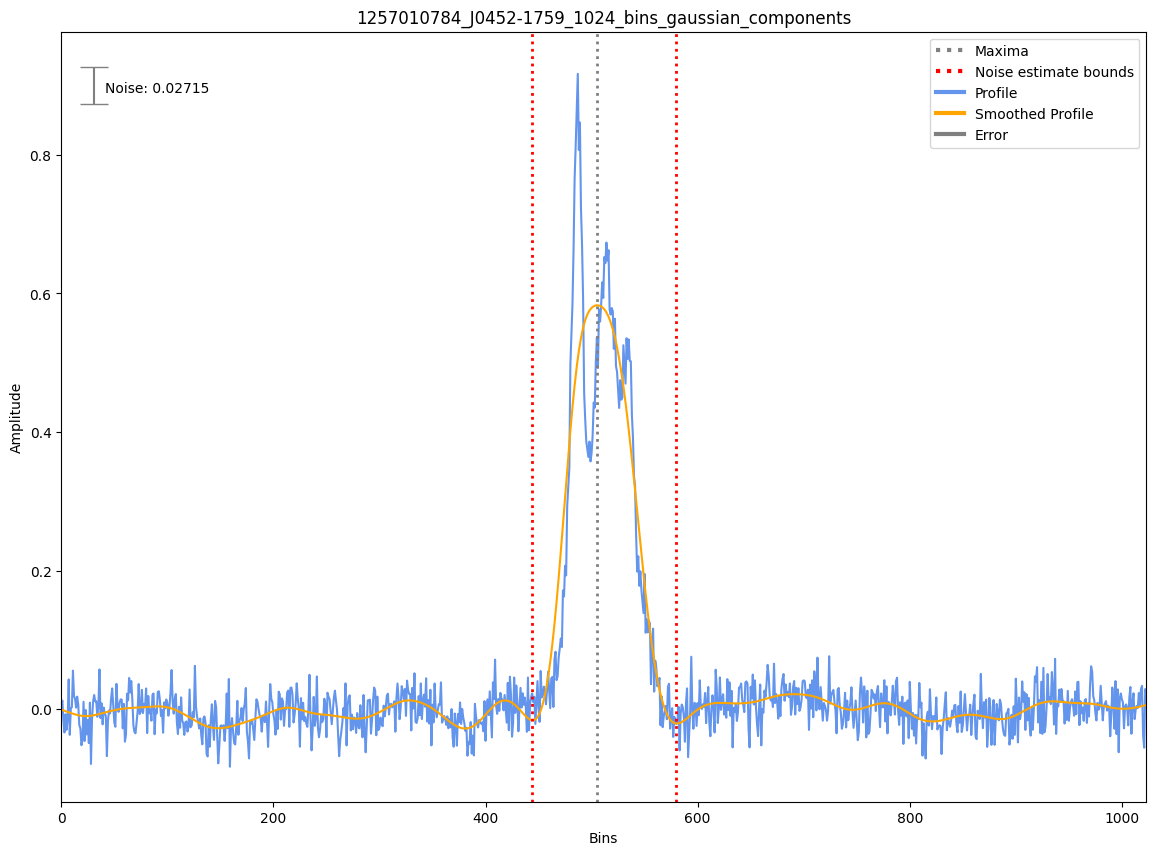 1257010784_J0452-1759_1024_bins_gaussian_components
Noise: 0.02715
Maxima
Noise estimate bounds
Profile
Smoothed Profile
Error
Amplitude
0.8
0.6
0.4
0.2
0.0
0 200 400 600 800 1000
Bins